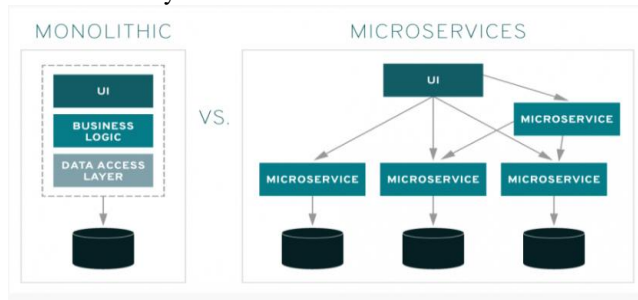 MONOLITHIC
UI
BUSINESS
LOGIC
DATA ACCESS
LAYER
VS.
MICROSERVICES
UI
MICROSERVICE
MICROSERVICE
MICROSERVICE
MICROSERVICE